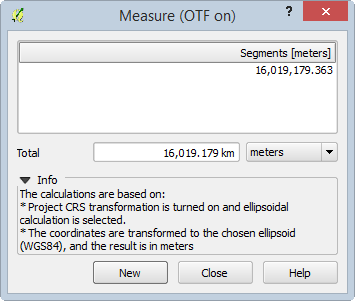 Measure (OTF on)
?
Segments [meters]
16,019,179.363
Total 16,019.179 km meters
Info
The calculations are based on:
* Project CRS transformation is turned on and ellipsoidal
calculation is selected.
* The coordinates are transformed to the chosen ellipsoid
(WGS84), and the result is in meters
New Close Help